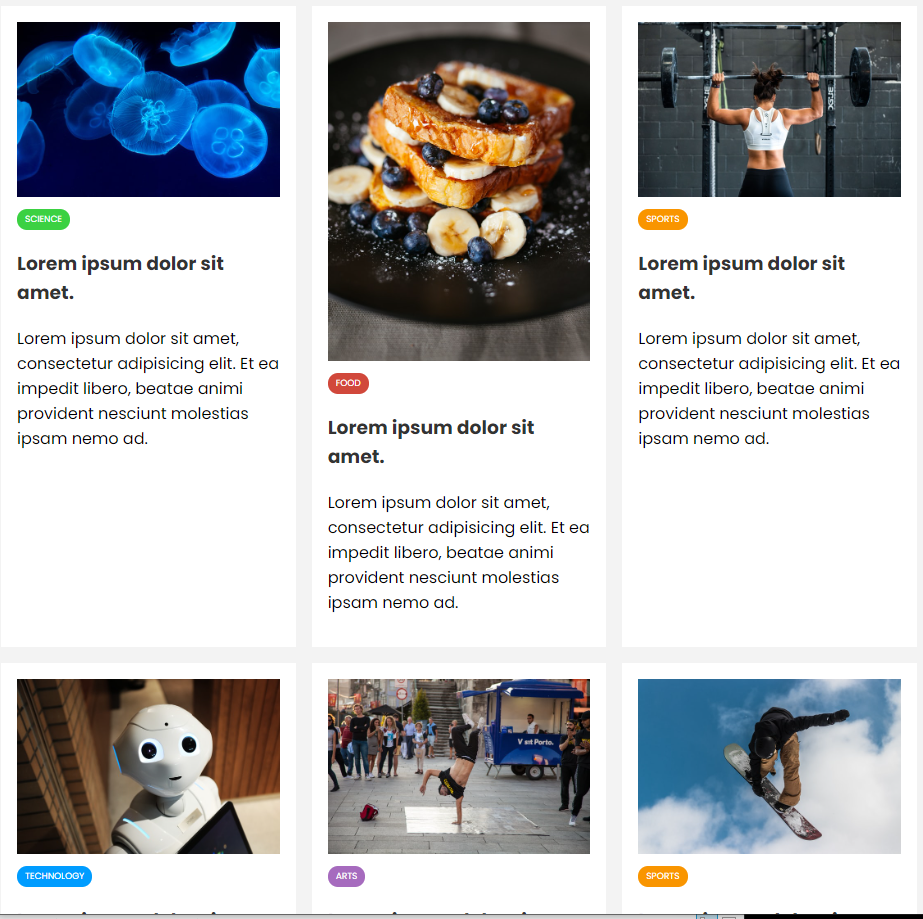 SCIENCE
Lorem ipsum dolor sit
amet.
Lorem ipsum dolor sit amet,
consectetur adipisicing elit. Et ea
impedit libero, beatae animi
provident nesciunt molestias
ipsam nemo ad.
FOOD
Lorem ipsum dolor sit
amet.
Lorem ipsum dolor sit amet,
consectetur adipisicing elit. Et ea
impedit libero, beatae animi
provident nesciunt molestias
ipsam nemo ad.
SPORTS
Lorem ipsum dolor sit
amet.
Lorem ipsum dolor sit amet,
consectetur adipisicing elit. Et ea
impedit libero, beatae animi
provident nesciunt molestias
ipsam nemo ad.
TECHNOLOGY
ARTS
SPORTS